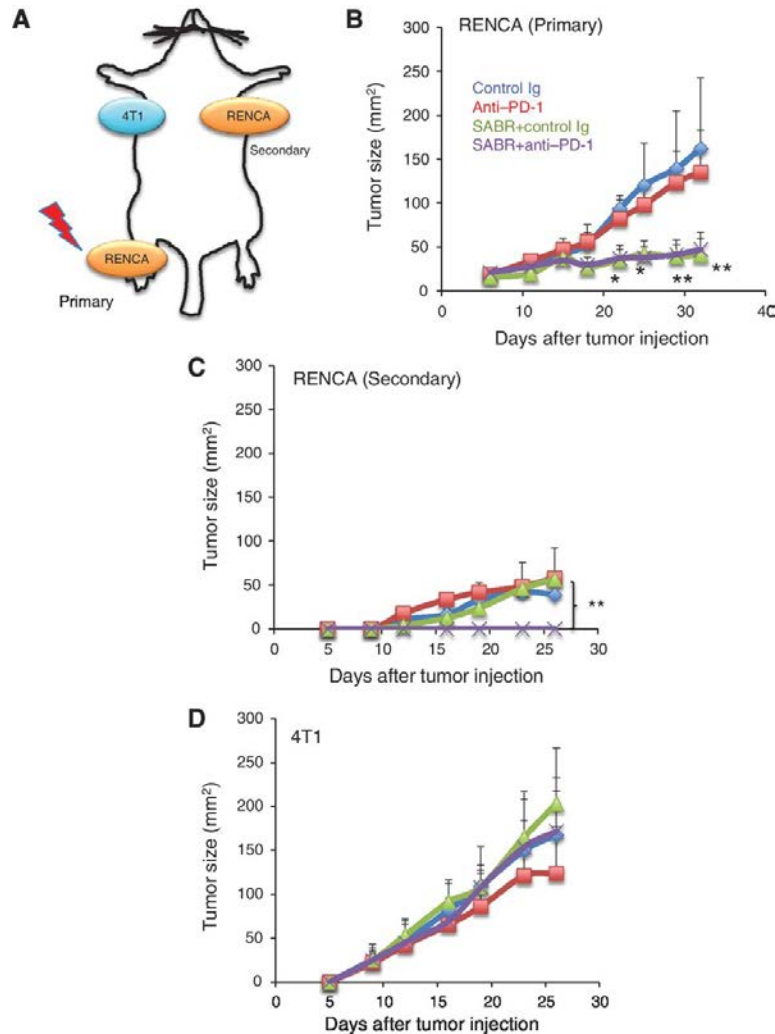 A
4T1
RENCA
Secondary
RENCA
Primary
B
RENCA (Primary)
Control Ig
Anti–PD-1
SABR+control Ig
SABR+anti–PD-1
Tumor size (mm²)
300
250
200
150
100
50
0
* * ** **
0 10 20 30 40
Days after tumor injection
C
RENCA (Secondary)
Tumor size (mm²)
300
250
200
150
100
50
0
**
0 5 10 15 20 25 30
Days after tumor injection
D
4T1
Tumor size (mm²)
300
250
200
150
100
50
0
0 5 10 15 20 25 30
Days after tumor injection